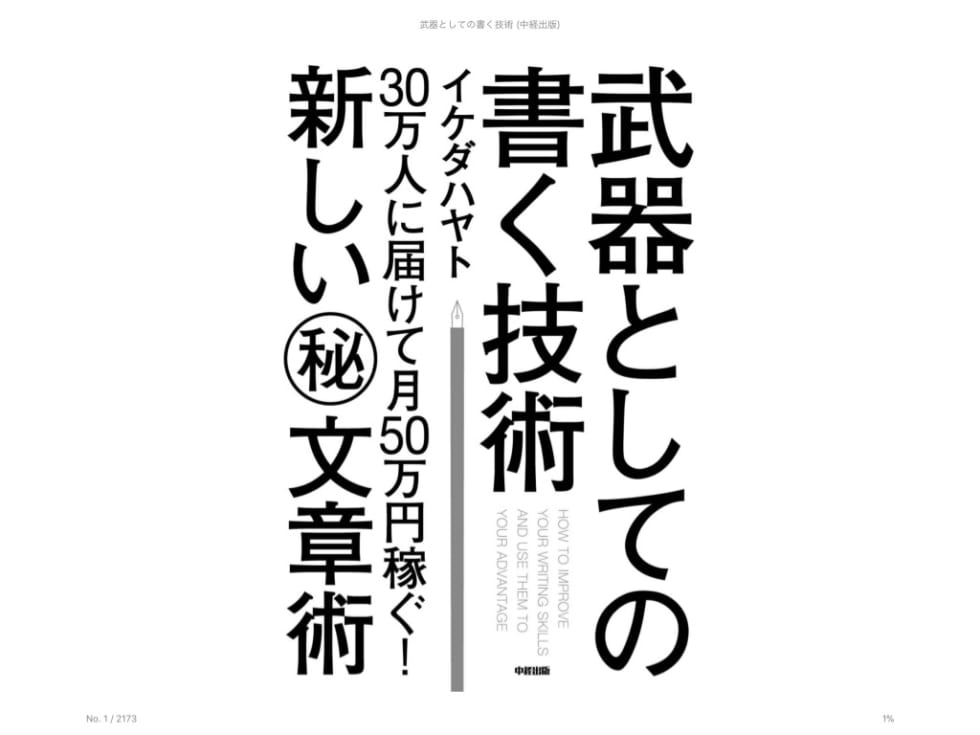 武器としての書く技術 (中経出版)
武器としての
書く技術
HOW TO IMPROVE
YOUR WRITING SKILLS
AND USE THEM TO
YOUR ADVANTAGE
中経出版
イケダハヤト
30万人に届けて月50万円稼ぐ!
新しい㊙文章術
No. 1 / 2173
1%